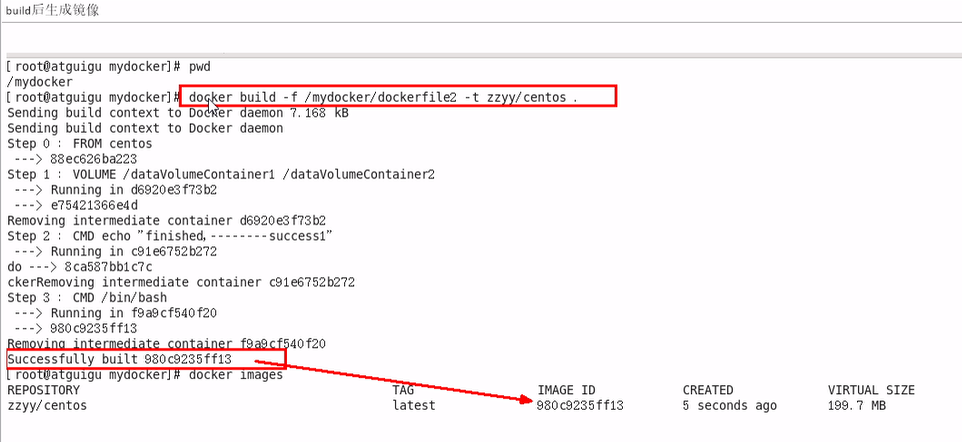 build后生成镜像
[root@atguigu mydocker]# pwd
/mydocker
[root@atguigu mydocker]# docker build -f /mydocker/dockerfile2 -t zzyy/centos .
Sending build context to Docker daemon 7.168 kB
Sending build context to Docker daemon
Step 0 : FROM centos
---> 88ec626ba223
Step 1 : VOLUME /dataVolumeContainer1 /dataVolumeContainer2
---> Running in d6920e3f73b2
---> e75421366e4d
Removing intermediate container d6920e3f73b2
Step 2 : CMD echo "finished,--------success1"
---> Running in c91e6752b272
do ---> 8ca587bb1c7c
ckerRemoving intermediate container c91e6752b272
Step 3 : CMD /bin/bash
---> Running in f9a9cf540f20
---> 980c9235ff13
Removing intermediate container f9a9cf540f20
Successfully built 980c9235ff13
[root@atguigu mydocker]# docker images
REPOSITORY TAG IMAGE ID CREATED VIRTUAL SIZE
zzyy/centos latest 980c9235ff13 5 seconds ago 199.7 MB